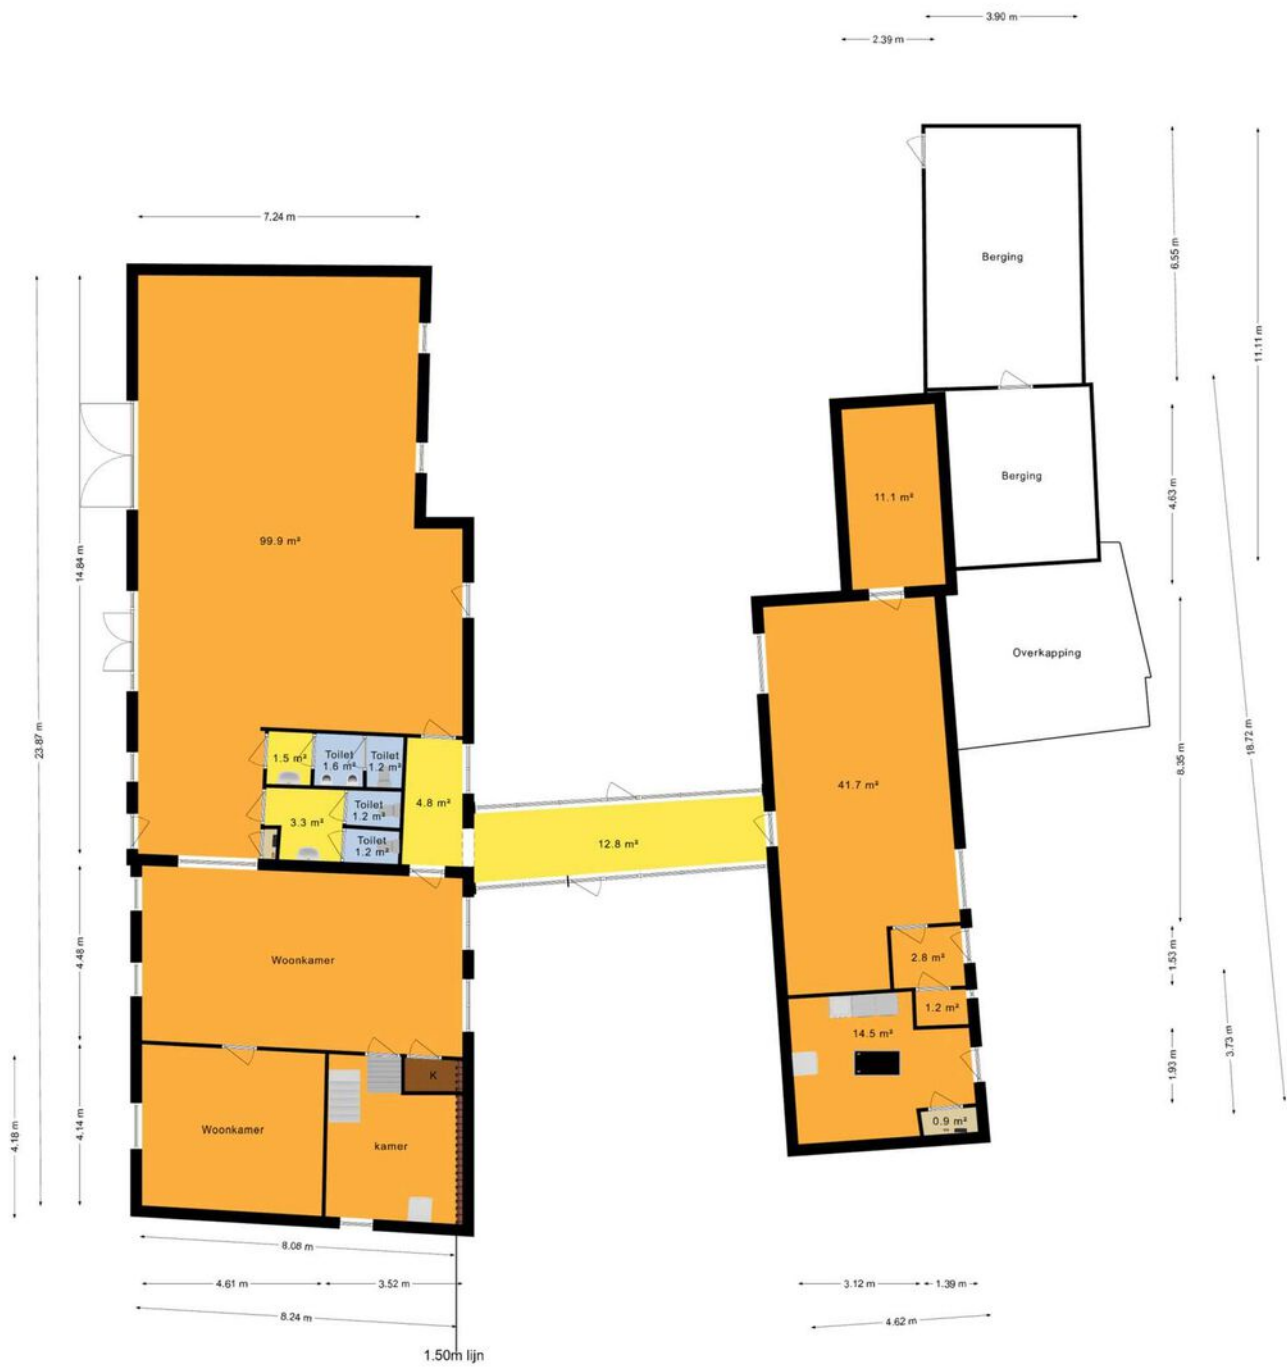 3.90 m
2.39 m
7.24 m
Berging
6.55 m
11.11 m
Berging
11.1 m²
4.63 m
99.9 m²
14.84 m
23.87 m
Overkapping
18.72 m
8.35 m
41.7 m²
1.5 m²
Toilet
1.6 m²
Toilet
1.2 m²
4.8 m²
Toilet
1.2 m²
3.3 m²
Toilet
1.2 m²
12.8 m²
Woonkamer
4.48 m
2.8 m²
1.53 m
1.2 m²
14.5 m²
3.73 m
1.93 m
K
Woonkamer
kamer
4.14 m
4.18 m
0.9 m²
8.08 m
4.61 m
3.52 m
8.24 m
3.12 m
1.39 m
4.62 m
1.50m lijn